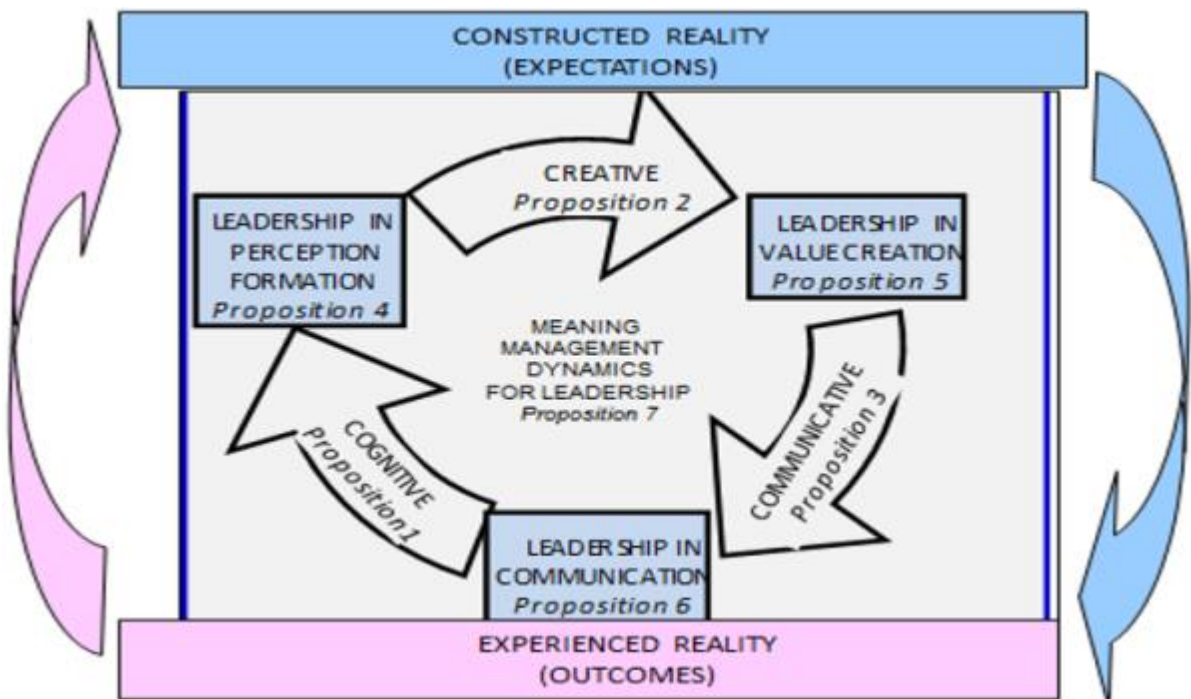 CONSTRUCTED REALITY
(EXPECTATIONS)
CREATIVE
Proposition 2
LEADERSHIP IN
PERCEPTION
FORMATION
Proposition 4
LEADERSHIP IN
VALUE CREATION
Proposition 5
MEANING
MANAGEMENT
DYNAMICS
FOR LEADERSHIP
Proposition 7
COGNITIVE
Proposition 1
COMMUNICATIVE
Proposition 3
LEADERSHIP IN
COMMUNICATION
Proposition 6
EXPERIENCED REALITY
(OUTCOMES)